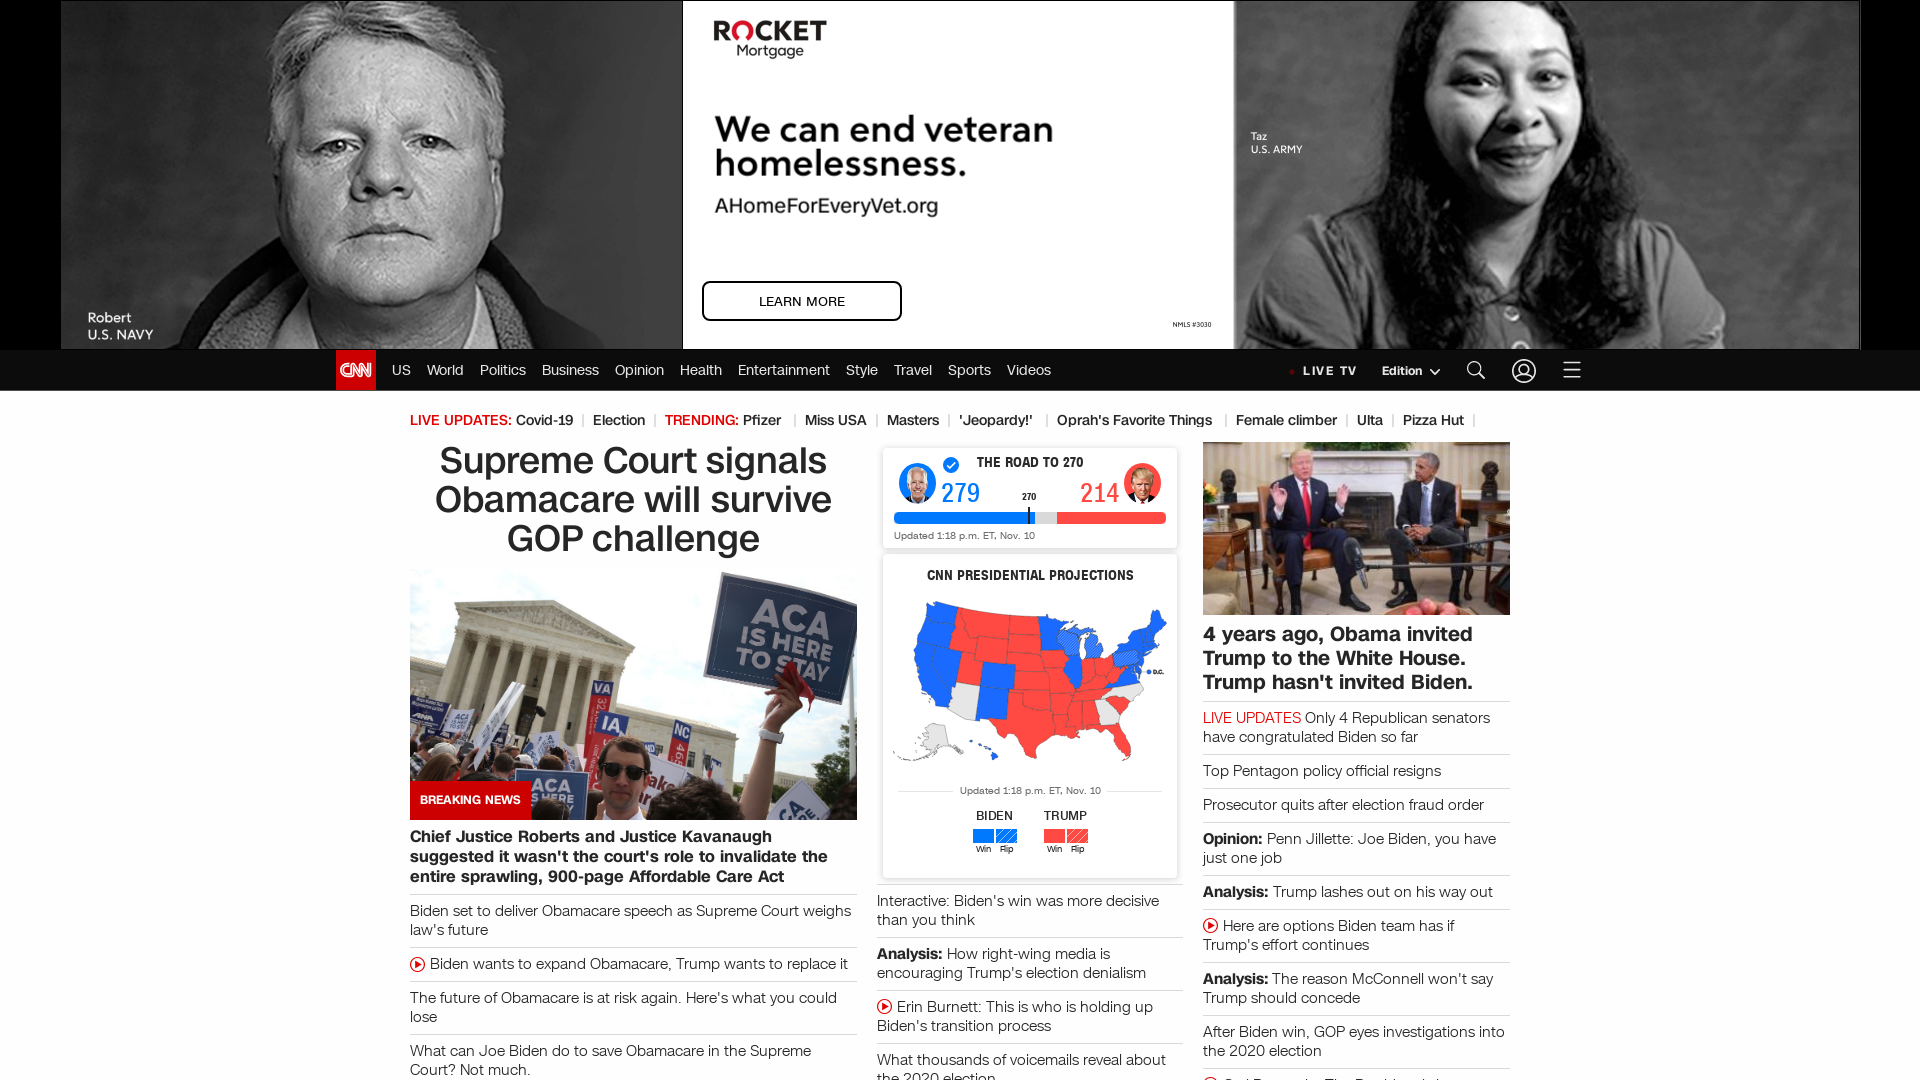 ROCKET
Mortgage
We can end veteran
homelessness.
AHomeForEveryVet.org
LEARN MORE
NMLS #3030
Robert
U.S. NAVY
Taz
U.S. ARMY
CNN US World Politics Business Opinion Health Entertainment Style Travel Sports Videos LIVE TV Edition
LIVE UPDATES: Covid-19 Election TRENDING: Pfizer Miss USA Masters 'Jeopardy!' Oprah's Favorite Things Female climber Ulta Pizza Hut
Supreme Court signals
Obamacare will survive
GOP challenge
ACA
IS HERE
TO STAY
VA
IA
NC
ACA
IS HERE
CA
BREAKING NEWS
Chief Justice Roberts and Justice Kavanaugh
suggested it wasn't the court's role to invalidate the
entire sprawling, 900-page Affordable Care Act
Biden set to deliver Obamacare speech as Supreme Court weighs
law's future
Biden wants to expand Obamacare, Trump wants to replace it
The future of Obamacare is at risk again. Here's what you could
lose
What can Joe Biden do to save Obamacare in the Supreme
Court? Not much.
THE ROAD TO 270
279
270
214
Updated 1:18 p.m. ET, Nov. 10
CNN PRESIDENTIAL PROJECTIONS
D.C.
Updated 1:18 p.m. ET, Nov. 10
BIDEN TRUMP
Win Flip Win Flip
Interactive: Biden's win was more decisive
than you think
Analysis: How right-wing media is
encouraging Trump's election denialism
Erin Burnett: This is who is holding up
Biden's transition process
What thousands of voicemails reveal about
the 2020 election
4 years ago, Obama invited
Trump to the White House.
Trump hasn't invited Biden.
LIVE UPDATES Only 4 Republican senators
have congratulated Biden so far
Top Pentagon policy official resigns
Prosecutor quits after election fraud order
Opinion: Penn Jillette: Joe Biden, you have
just one job
Analysis: Trump lashes out on his way out
Here are options Biden team has if
Trump's effort continues
Analysis: The reason McConnell won't say
Trump should concede
After Biden win, GOP eyes investigations into
the 2020 election